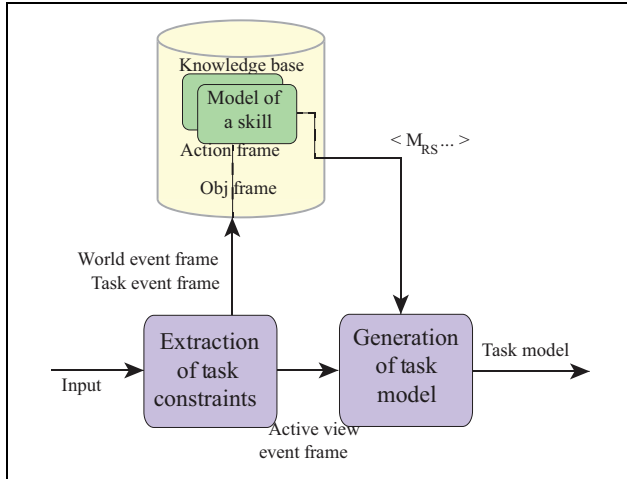 Knowledge base
Model of
a skill
Action frame
Obj frame
< M_RS ... >
World event frame
Task event frame
Extraction
of task
constraints
Generation
of task
model
Input
Task model
Active view
event frame